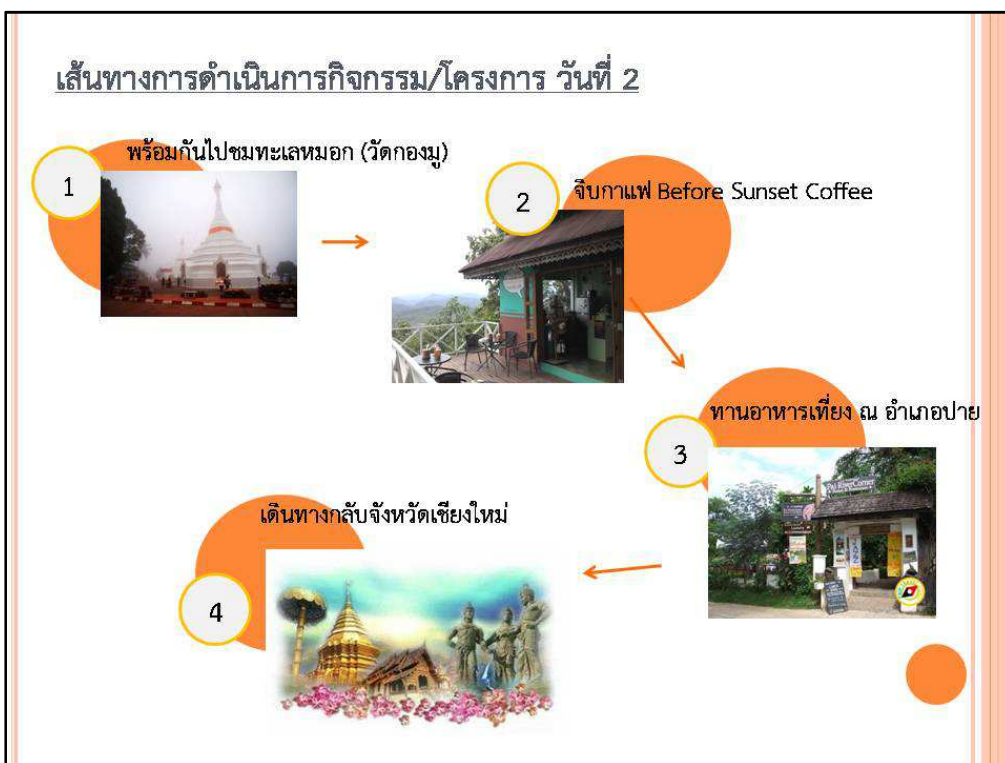 เส้นทางการดำเนินการกิจกรรม/โครงการ วันที่ 2
1
พร้อมกันไปชมทะเลหมอก (วัดกองมู)
2
จิบกาแฟ Before Sunset Coffee
3
ทานอาหารเที่ยง ณ อำเภอปาย
Pai RiverCorner
4
เดินทางกลับจังหวัดเชียงใหม่